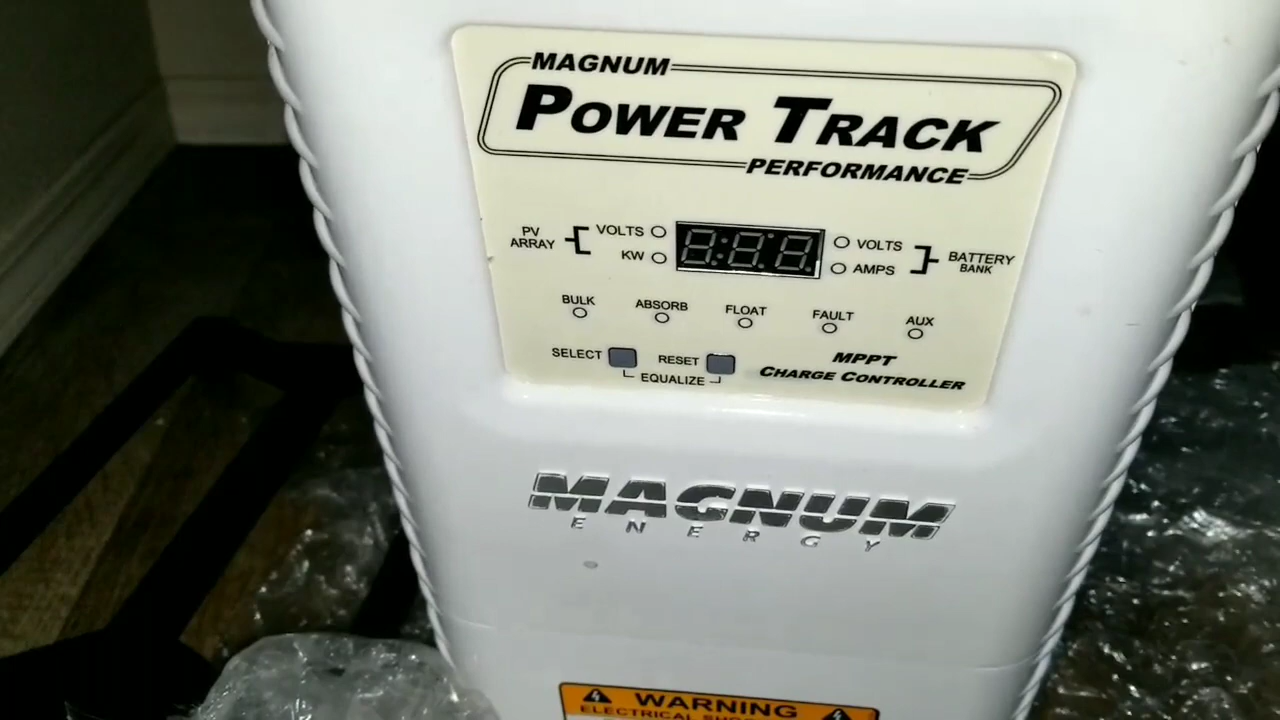 MAGNUM
POWER TRACK
PERFORMANCE
PV
ARRAY
VOLTS
KW
VOLTS
AMPS
BATTERY
BANK
BULK
ABSORB
FLOAT
FAULT
AUX
SELECT
RESET
EQUALIZE
MPPT
CHARGE CONTROLLER
MAGNUM
ENERGY
WARNING
ELECTRICAL